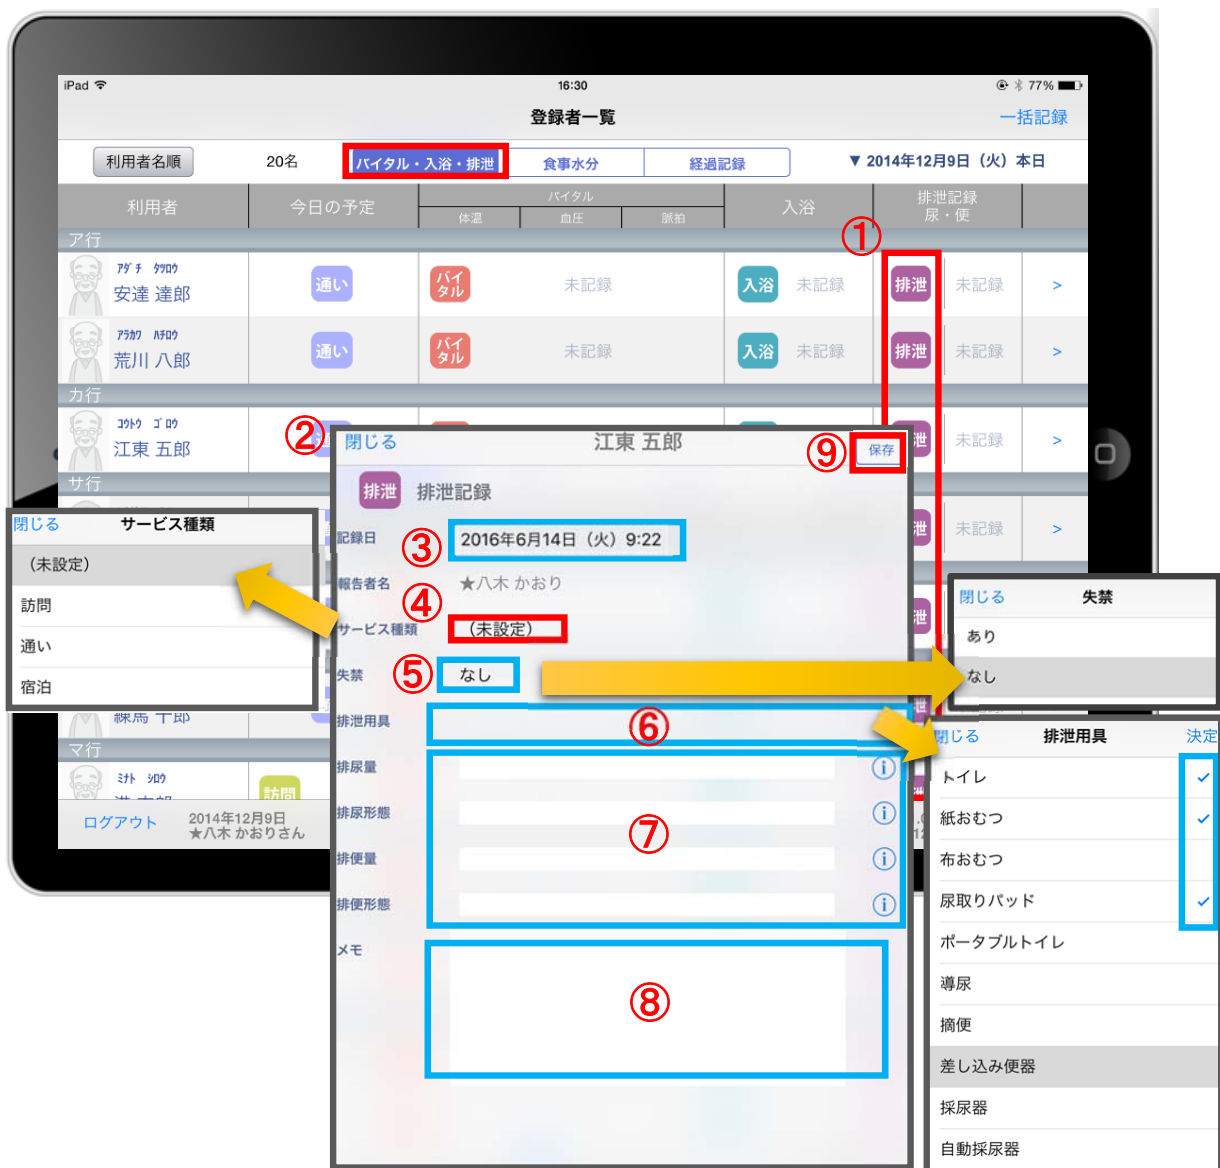 iPad 16:30 77%
登録者一覧 一括記録
利用者名順 20名 バイタル・入浴・排泄 食事水分 経過記録 ▼ 2014年12月9日（火）本日
利用者 今日の予定 バイタル 入浴 排泄記録
体温 血圧 脈拍 尿・便
①
ア行
アダチ タツロウ
安達 達郎 通い バイタル 未記録 入浴 未記録 排泄 未記録 >
アラカワ ハチロウ
荒川 八郎 通い バイタル 未記録 入浴 未記録 排泄 未記録 >
カ行
コウトウ ゴロウ
江東 五郎 未記録 >
サ行
未記録 >
②
閉じる 江東 五郎 ⑨ 保存
排泄 排泄記録
記録日 ③ 2016年6月14日（火）9:22
報告者名 ★八木 かおり
サービス種類 ④ （未設定）
失禁 ⑤ なし
排泄用具 ⑥
排尿量
排尿形態 ⑦
排便量
排便形態
メモ
⑧
閉じる サービス種類
（未設定）
訪問
通い
宿泊
練馬 十郎
マ行
ミナト シロウ
訪問
ログアウト 2014年12月9日
★八木 かおりさん
閉じる 失禁
あり
なし
閉じる 排泄用具 決定
トイレ ✓
紙おむつ ✓
布おむつ
尿取りパッド ✓
ポータブルトイレ
導尿
摘便
差し込み便器
採尿器
自動採尿器